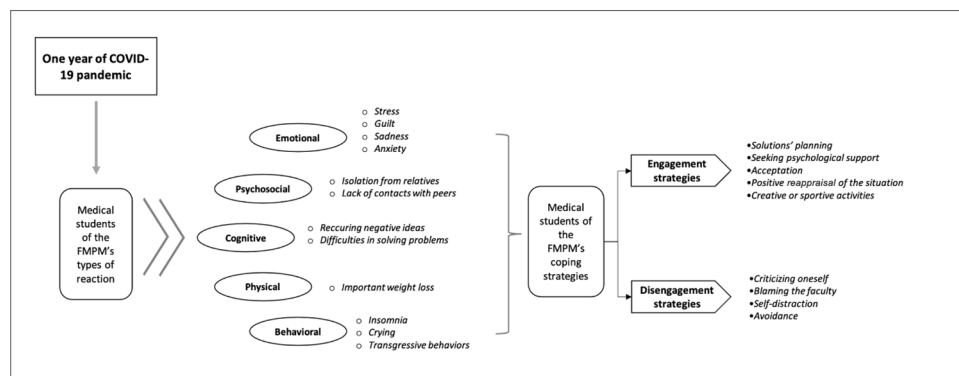 One year of COVID-
19 pandemic
Medical
students
of the
FMPM's
types of
reaction
Emotional
○ Stress
○ Guilt
○ Sadness
○ Anxiety
Psychosocial
○ Isolation from relatives
○ Lack of contacts with peers
Cognitive
○ Reccuring negative ideas
○ Difficulties in solving problems
Physical
○ Important weight loss
Behavioral
○ Insomnia
○ Crying
○ Transgressive behaviors
Medical
students of
the
FMPM's
coping
strategies
Engagement
strategies
•Solutions' planning
•Seeking psychological support
•Acceptation
•Positive reappraisal of the situation
•Creative or sportive activities
Disengagement
strategies
•Criticizing oneself
•Blaming the faculty
•Self-distraction
•Avoidance